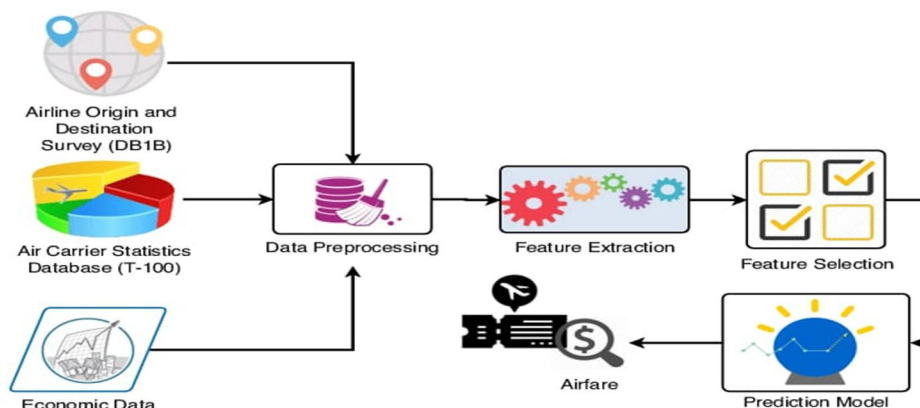 Airline Origin and
Destination
Survey (DB1B)
Air Carrier Statistics
Database (T-100)
Data Preprocessing
Feature Extraction
Feature Selection
Economic Data
$
Airfare
Prediction Model